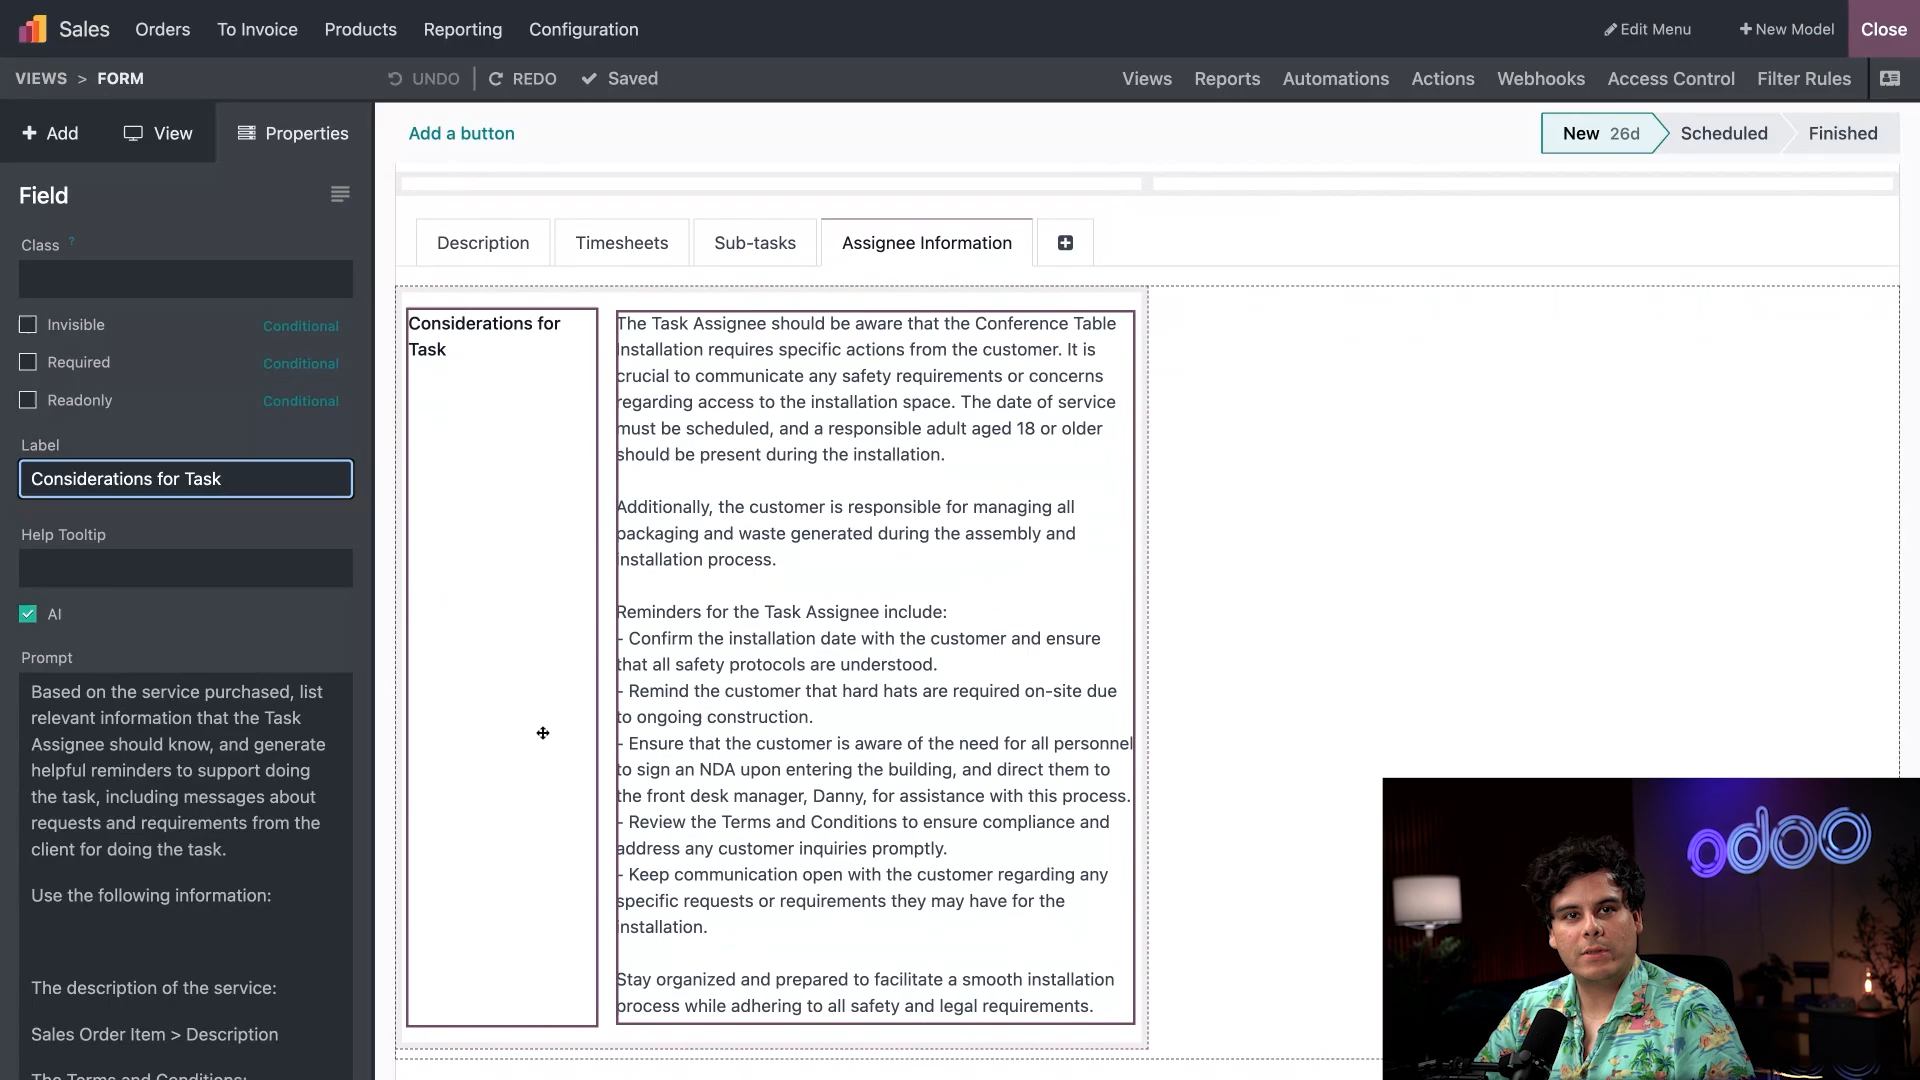 Sales Orders To Invoice Products Reporting Configuration Edit Menu New Model Close
VIEWS > FORM UNDO REDO Saved Views Reports Automations Actions Webhooks Access Control Filter Rules
Add View Properties Add a button New 26d Scheduled Finished
Field
Class ?
Invisible Conditional
Required Conditional
Readonly Conditional
Label
Considerations for Task
Help Tooltip
AI
Prompt
Based on the service purchased, list
relevant information that the Task
Assignee should know, and generate
helpful reminders to support doing
the task, including messages about
requests and requirements from the
client for doing the task.
Use the following information:
The description of the service:
Sales Order Item > Description
The Terms and Conditions:
Description Timesheets Sub-tasks Assignee Information
Considerations for
Task
The Task Assignee should be aware that the Conference Table
installation requires specific actions from the customer. It is
crucial to communicate any safety requirements or concerns
regarding access to the installation space. The date of service
must be scheduled, and a responsible adult aged 18 or older
should be present during the installation.
Additionally, the customer is responsible for managing all
packaging and waste generated during the assembly and
installation process.
Reminders for the Task Assignee include:
- Confirm the installation date with the customer and ensure
that all safety protocols are understood.
- Remind the customer that hard hats are required on-site due
to ongoing construction.
- Ensure that the customer is aware of the need for all personnel
to sign an NDA upon entering the building, and direct them to
the front desk manager, Danny, for assistance with this process.
- Review the Terms and Conditions to ensure compliance and
address any customer inquiries promptly.
- Keep communication open with the customer regarding any
specific requests or requirements they may have for the
installation.
Stay organized and prepared to facilitate a smooth installation
process while adhering to all safety and legal requirements.
odoo